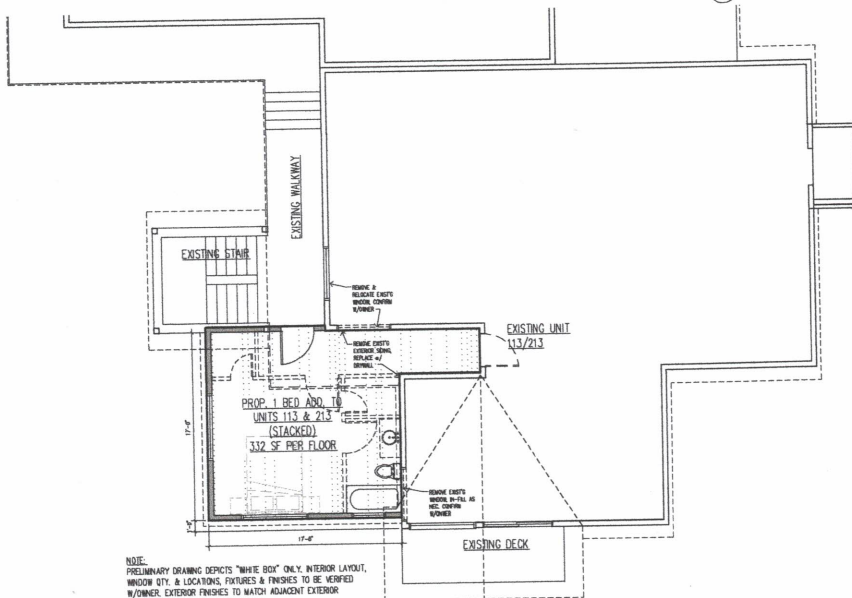 EXISTING WALKWAY
EXISTING STAIR
REMOVE &
RELOCATE EXIST'G
WINDOW, CONFIRM
W/OWNER
REMOVE EXIST'G
EXTERIOR SIDING,
REPLACE w/
DRYWALL
EXISTING UNIT
113/213
PROP. 1 BED ADD. TO
UNITS 113 & 213
(STACKED)
332 SF PER FLOOR
17'-6"
REMOVE EXIST'G
WINDOW, IN-FILL AS
NEC. CONFIRM
W/OWNER
17'-6"
EXISTING DECK
NOTE:
PRELIMINARY DRAWING DEPICTS "WHITE BOX" ONLY. INTERIOR LAYOUT,
WINDOW QTY. & LOCATIONS, FIXTURES & FINISHES TO BE VERIFIED
W/OWNER. EXTERIOR FINISHES TO MATCH ADJACENT EXTERIOR